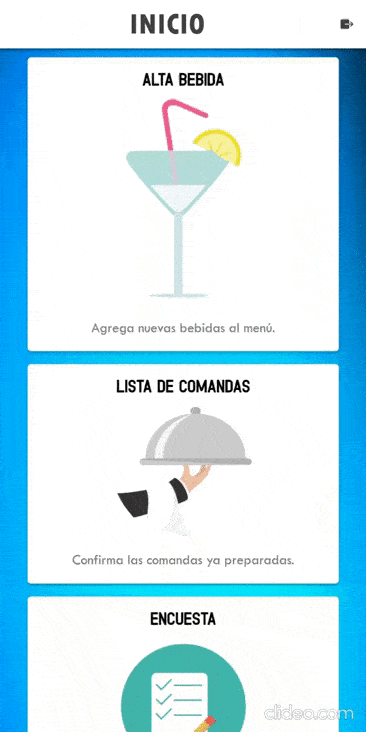 INICIO
ALTA BEBIDA
Agrega nuevas bebidas al menú.
LISTA DE COMANDAS
Confirma las comandas ya preparadas.
ENCUESTA
clideo.com